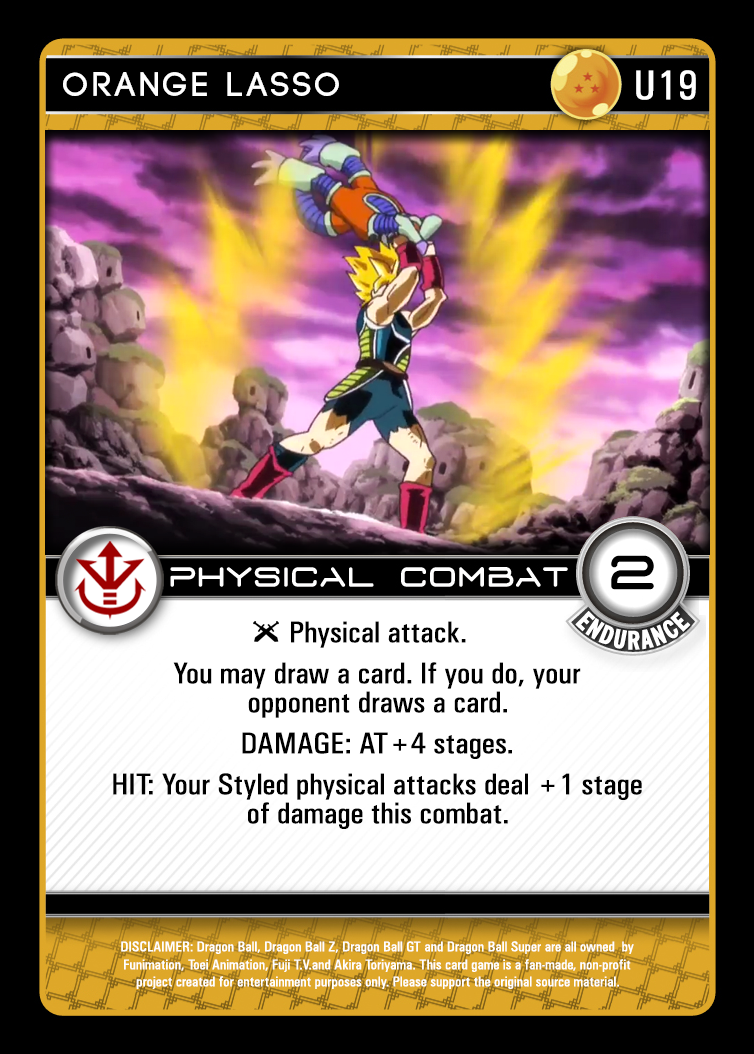 ORANGE LASSO
U19
PHYSICAL COMBAT
2
ENDURANCE
Physical attack.
You may draw a card. If you do, your
opponent draws a card.
DAMAGE: AT +4 stages.
HIT: Your Styled physical attacks deal +1 stage
of damage this combat.
DISCLAIMER: Dragon Ball, Dragon Ball Z, Dragon Ball GT and Dragon Ball Super are all owned by
Funimation, Toei Animation, Fuji T.V.and Akira Toriyama. This card game is a fan-made, non-profit
project created for entertainment purposes only. Please support the original source material.